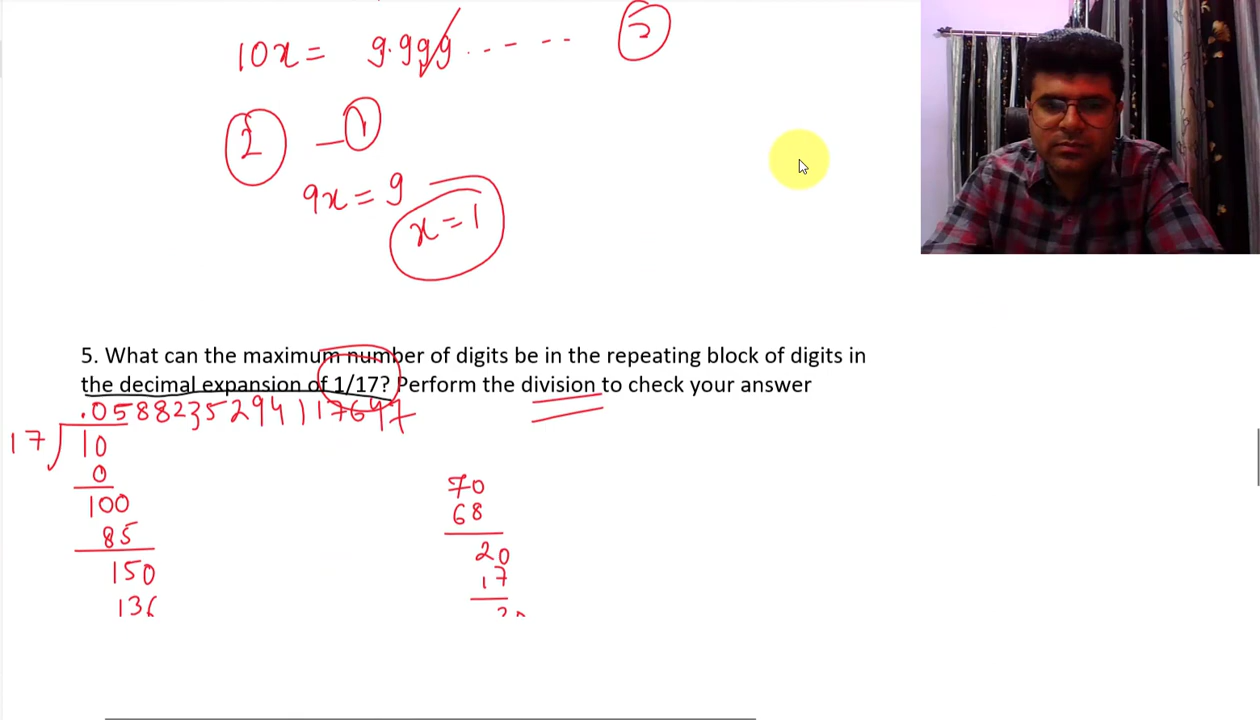 10x = 9.999 ------ 2
2 - 1
9x = 9
x = 1
5. What can the maximum number of digits be in the repeating block of digits in
the decimal expansion of 1/17? Perform the division to check your answer
.0588235294117647
17 10
0
100
85
150
136
70
68
20
17